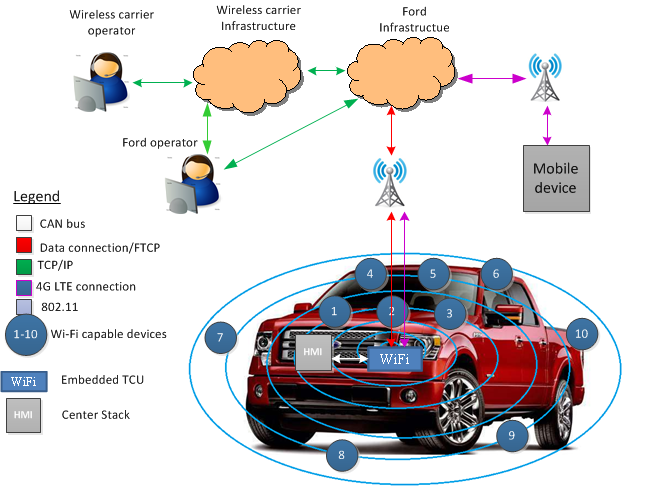 Wireless carrier
operator
Wireless carrier
Infrastructure
Ford
Infrastructue
Ford operator
Mobile
device
Legend
CAN bus
Data connection/FTCP
TCP/IP
4G LTE connection
802.11
1-10 Wi-Fi capable devices
WiFi Embedded TCU
HMI Center Stack
4 5 6
1 2 3
7 10
HMI WiFi
8 9